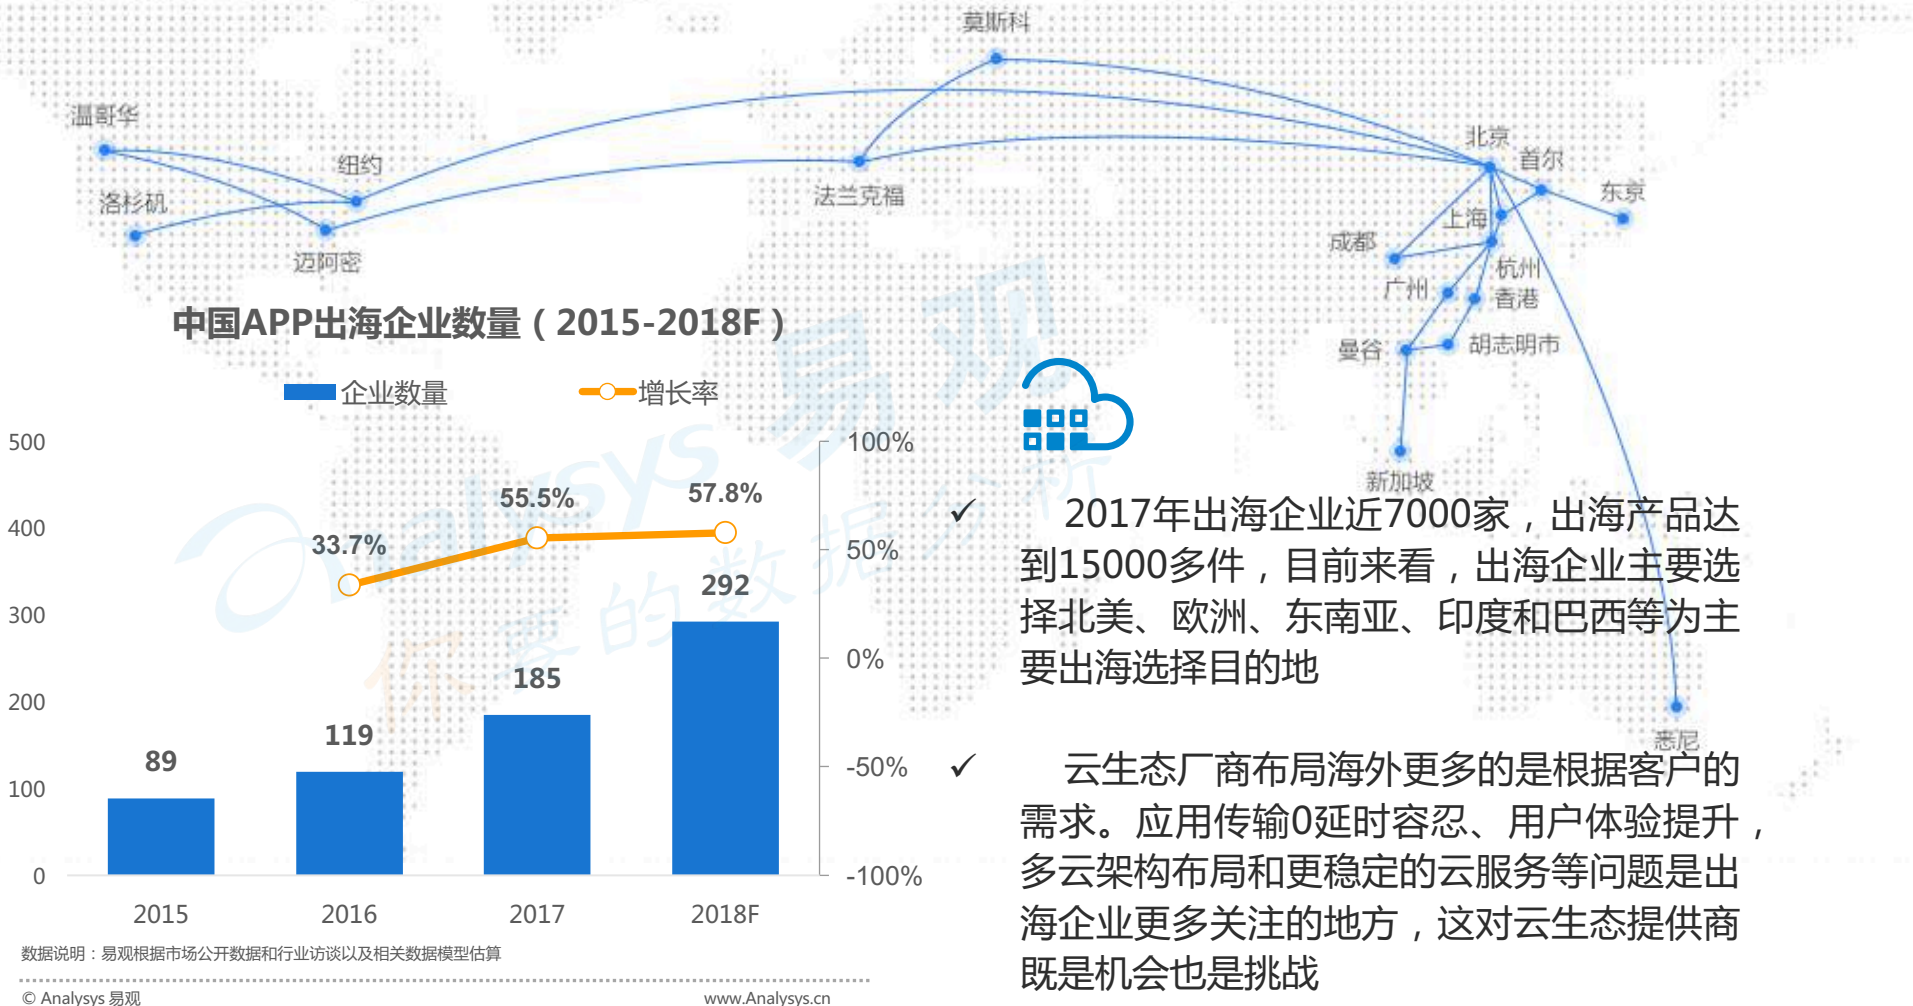 莫斯科
温哥华
纽约
洛杉矶
迈阿密
法兰克福
北京
首尔
东京
上海
成都
杭州
广州
香港
曼谷
胡志明市
新加坡
悉尼
中国APP出海企业数量（2015-2018F）
企业数量
增长率
500
400
300
200
100
0
100%
50%
0%
-50%
-100%
33.7%
55.5%
57.8%
89
119
185
292
2015
2016
2017
2018F
Analysys 易观
你要的数据分析
✓ 2017年出海企业近7000家，出海产品达
到15000多件，目前来看，出海企业主要选
择北美、欧洲、东南亚、印度和巴西等为主
要出海选择目的地
✓ 云生态厂商布局海外更多的是根据客户的
需求。应用传输0延时容忍、用户体验提升，
多云架构布局和更稳定的云服务等问题是出
海企业更多关注的地方，这对云生态提供商
既是机会也是挑战
数据说明：易观根据市场公开数据和行业访谈以及相关数据模型估算
© Analysys 易观
www.Analysys.cn